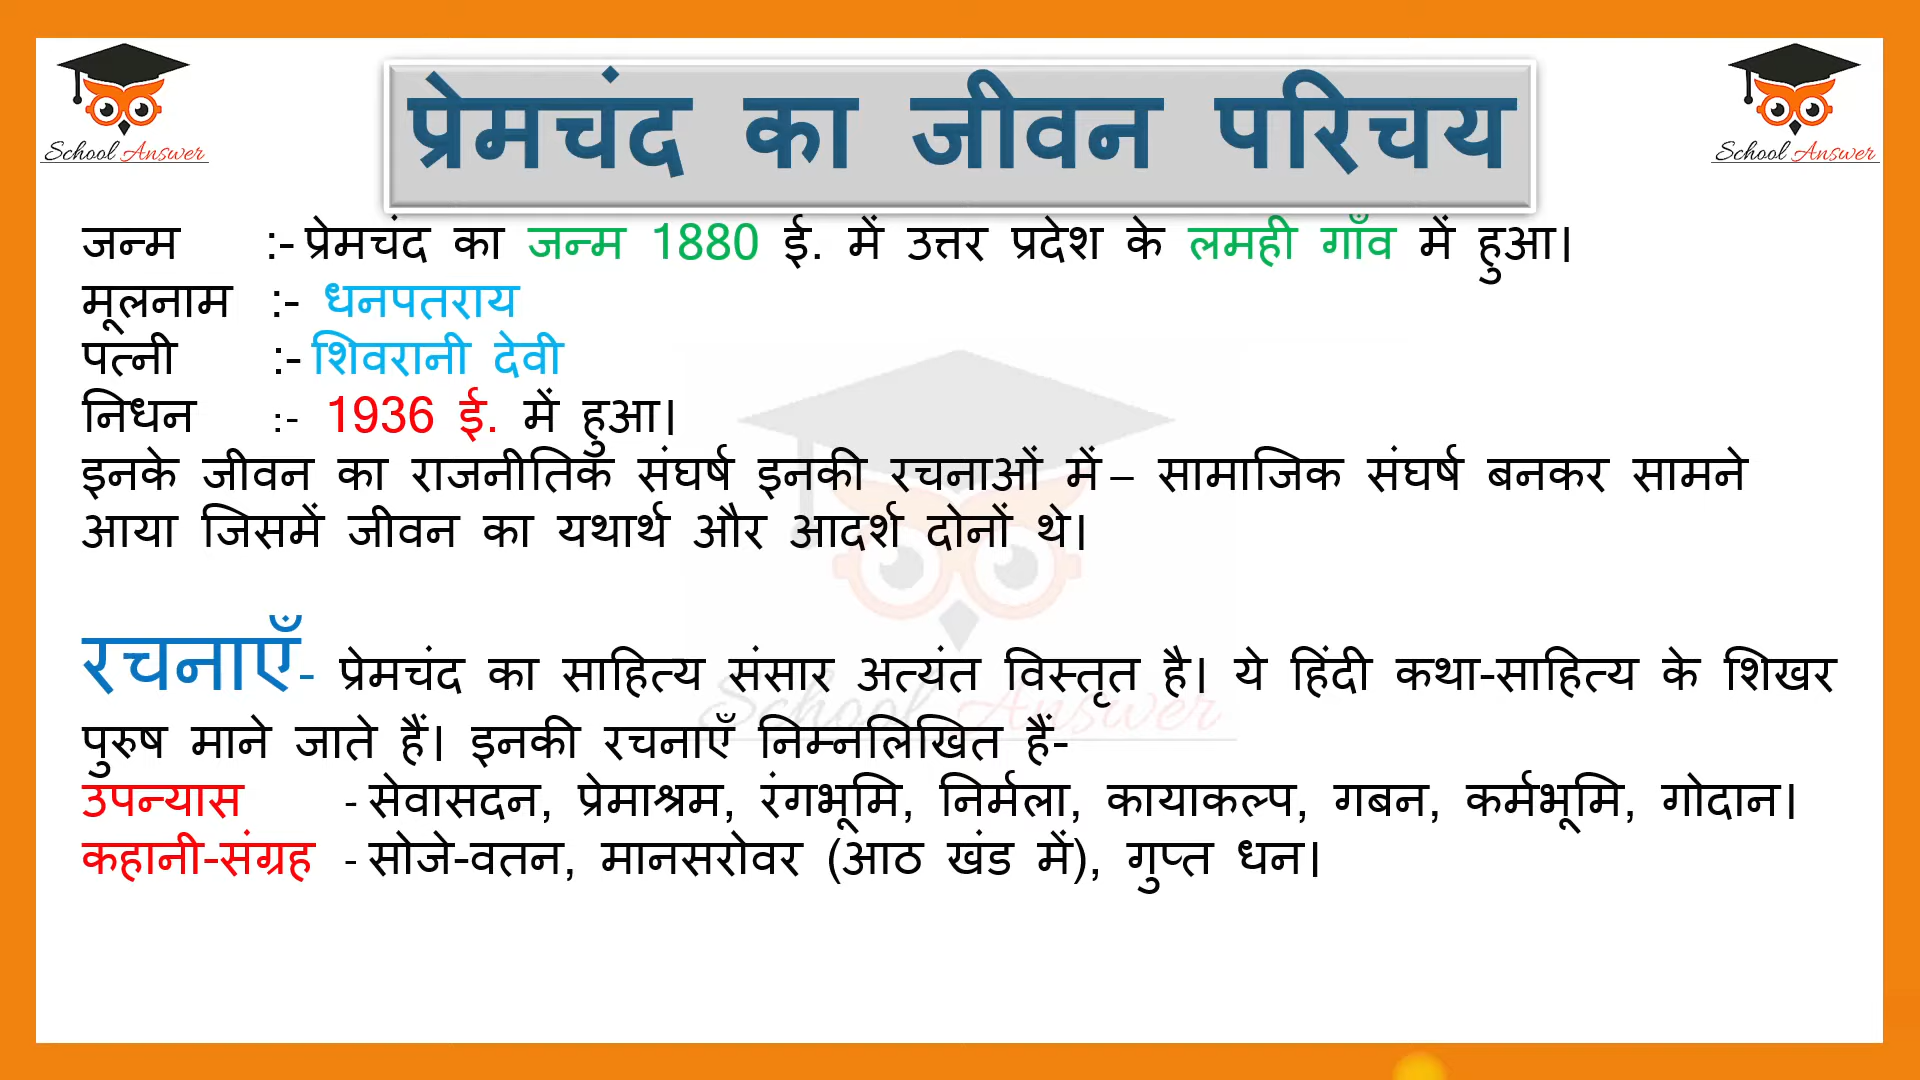 School Answer
प्रेमचंद का जीवन परिचय
School Answer
जन्म :- प्रेमचंद का जन्म 1880 ई. में उत्तर प्रदेश के लमही गाँव में हुआ।
मूलनाम :- धनपतराय
पत्नी :- शिवरानी देवी
निधन :- 1936 ई. में हुआ।
इनके जीवन का राजनीतिक संघर्ष इनकी रचनाओं में – सामाजिक संघर्ष बनकर सामने
आया जिसमें जीवन का यथार्थ और आदर्श दोनों थे।
रचनाएँ- प्रेमचंद का साहित्य संसार अत्यंत विस्तृत है। ये हिंदी कथा-साहित्य के शिखर
School Answer
पुरुष माने जाते हैं। इनकी रचनाएँ निम्नलिखित हैं-
उपन्यास - सेवासदन, प्रेमाश्रम, रंगभूमि, निर्मला, कायाकल्प, गबन, कर्मभूमि, गोदान।
कहानी-संग्रह - सोजे-वतन, मानसरोवर (आठ खंड में), गुप्त धन।